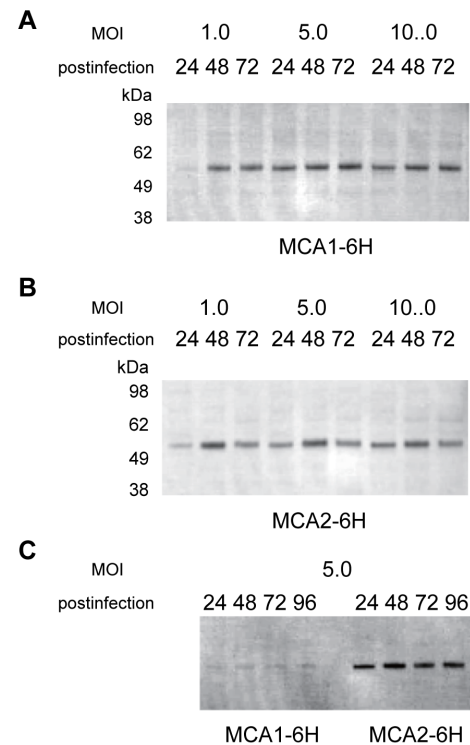 A
MOI 1.0 5.0 10..0
postinfection 24 48 72 24 48 72 24 48 72
kDa
98
62
49
38
MCA1-6H
B
MOI 1.0 5.0 10..0
postinfection 24 48 72 24 48 72 24 48 72
kDa
98
62
49
38
MCA2-6H
C
MOI 5.0
postinfection 24 48 72 96 24 48 72 96
MCA1-6H MCA2-6H